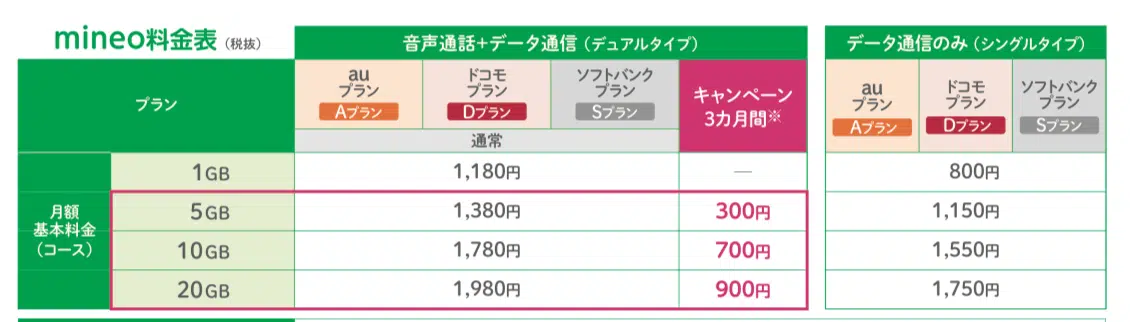 mineo料金表（税抜）
音声通話+データ通信（デュアルタイプ）
データ通信のみ（シングルタイプ）
プラン
au
プラン
Aプラン
ドコモ
プラン
Dプラン
ソフトバンク
プラン
Sプラン
通常
キャンペーン
3カ月間※
au
プラン
Aプラン
ドコモ
プラン
Dプラン
ソフトバンク
プラン
Sプラン
月額
基本料金
（コース）
1GB 1,180円 — 800円
5GB 1,380円 300円 1,150円
10GB 1,780円 700円 1,550円
20GB 1,980円 900円 1,750円